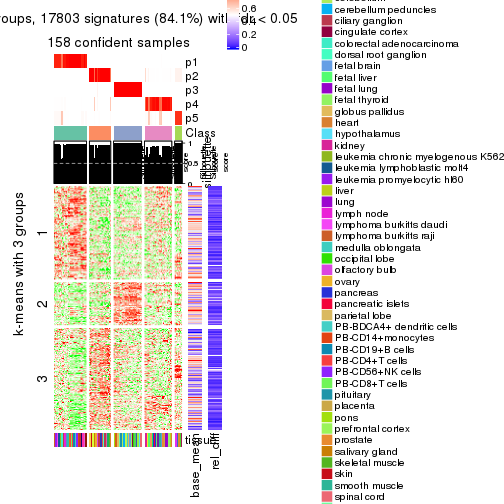 roups, 17803 signatures (84.1%) with fdr < 0.05
158 confident samples
p1
p2
p3
p4
p5
Class
1
0.5
0
k-means with 3 groups
1
2
3
tissue
base_mean
rel_diff
0.6
0.4
0.2
0
cerebellum peduncles
ciliary ganglion
cingulate cortex
colorectal adenocarcinoma
dorsal root ganglion
fetal brain
fetal liver
fetal lung
fetal thyroid
globus pallidus
heart
hypothalamus
kidney
leukemia chronic myelogenous K562
leukemia lymphoblastic molt4
leukemia promyelocytic hl60
liver
lung
lymph node
lymphoma burkitts daudi
lymphoma burkitts raji
medulla oblongata
occipital lobe
olfactory bulb
ovary
pancreas
pancreatic islets
parietal lobe
PB-BDCA4+ dendritic cells
PB-CD14+ monocytes
PB-CD19+ B cells
PB-CD4+ T cells
PB-CD56+ NK cells
PB-CD8+ T cells
pituitary
placenta
pons
prefrontal cortex
prostate
salivary gland
skeletal muscle
skin
smooth muscle
spinal cord